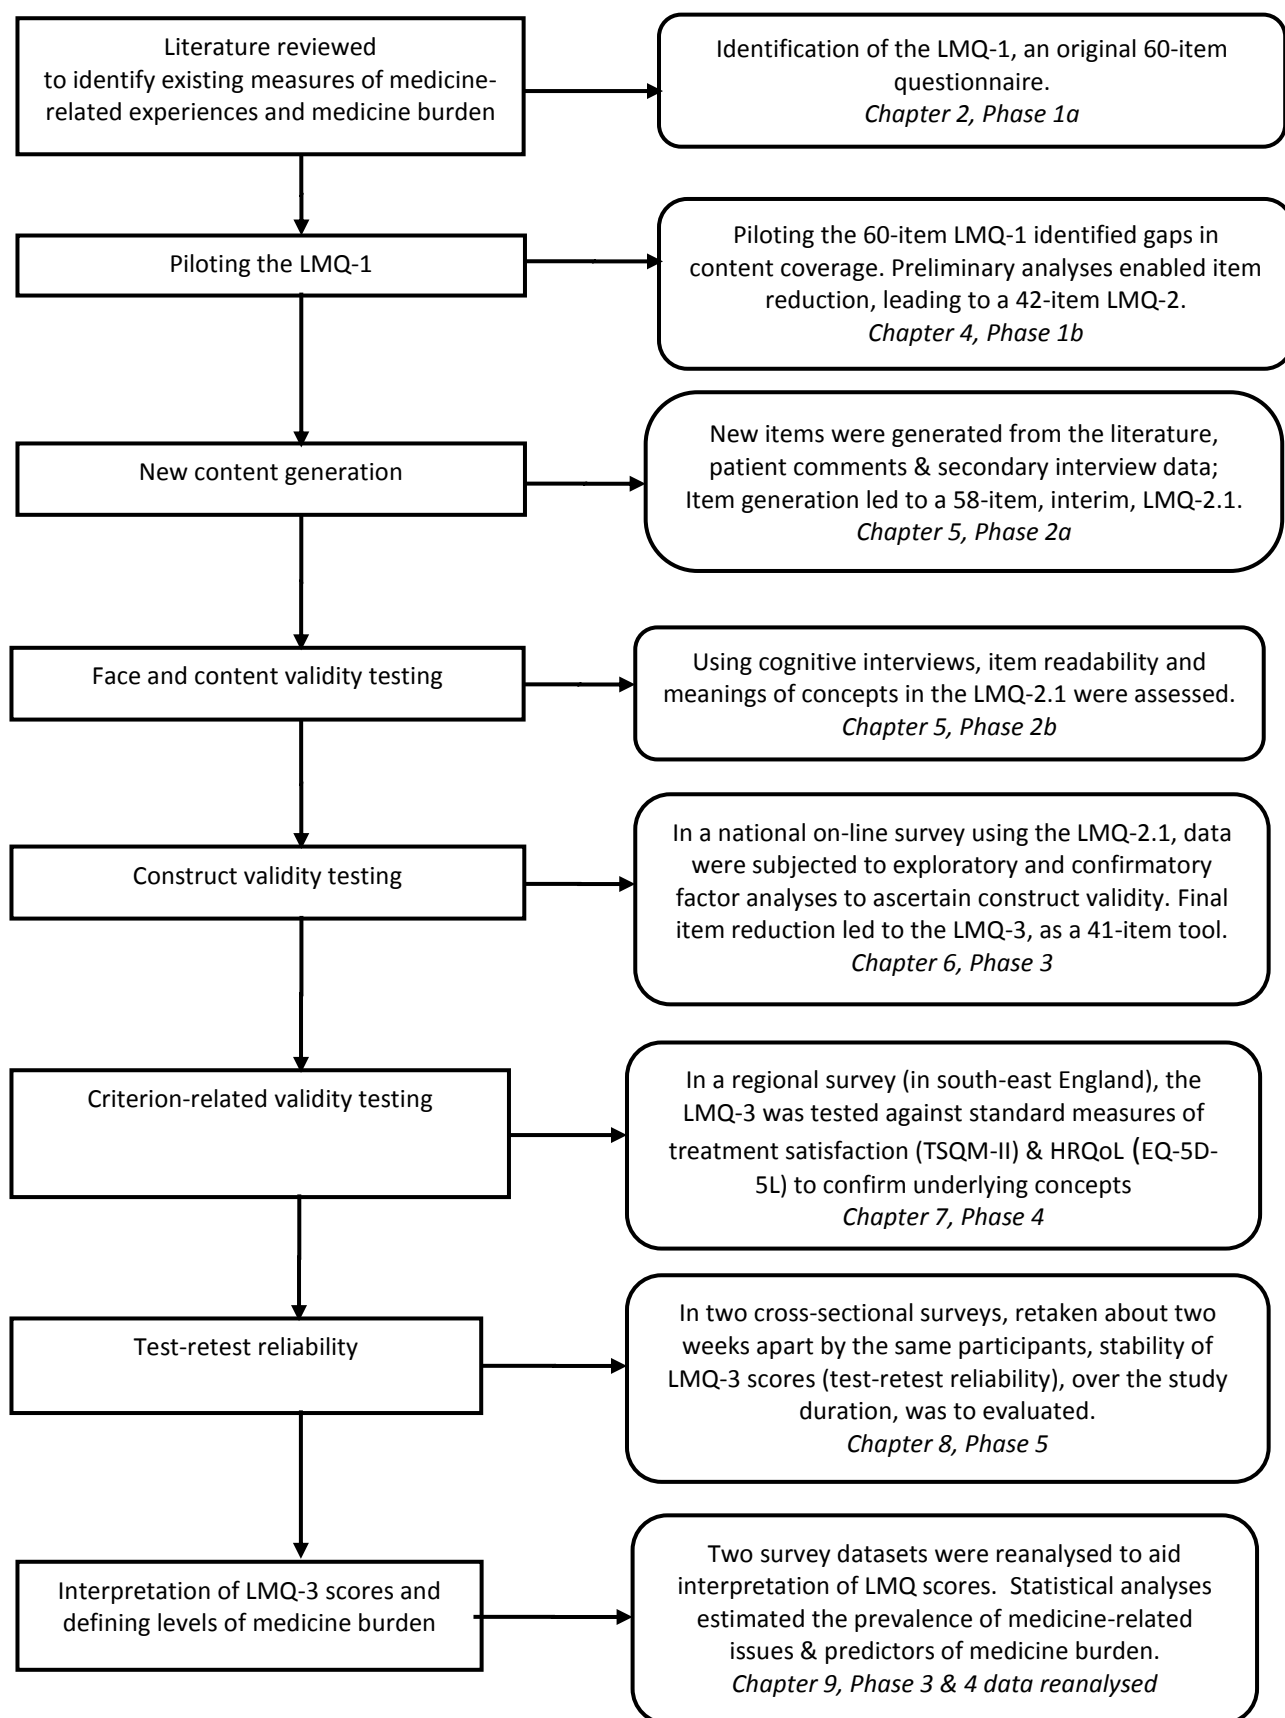 Literature reviewed
to identify existing measures of medicine-
related experiences and medicine burden
Identification of the LMQ-1, an original 60-item
questionnaire.
Chapter 2, Phase 1a
Piloting the LMQ-1
Piloting the 60-item LMQ-1 identified gaps in
content coverage. Preliminary analyses enabled item
reduction, leading to a 42-item LMQ-2.
Chapter 4, Phase 1b
New content generation
New items were generated from the literature,
patient comments & secondary interview data;
Item generation led to a 58-item, interim, LMQ-2.1.
Chapter 5, Phase 2a
Face and content validity testing
Using cognitive interviews, item readability and
meanings of concepts in the LMQ-2.1 were assessed.
Chapter 5, Phase 2b
Construct validity testing
In a national on-line survey using the LMQ-2.1, data
were subjected to exploratory and confirmatory
factor analyses to ascertain construct validity. Final
item reduction led to the LMQ-3, as a 41-item tool.
Chapter 6, Phase 3
Criterion-related validity testing
In a regional survey (in south-east England), the
LMQ-3 was tested against standard measures of
treatment satisfaction (TSQM-II) & HRQoL (EQ-5D-
5L) to confirm underlying concepts
Chapter 7, Phase 4
Test-retest reliability
In two cross-sectional surveys, retaken about two
weeks apart by the same participants, stability of
LMQ-3 scores (test-retest reliability), over the study
duration, was to evaluated.
Chapter 8, Phase 5
Interpretation of LMQ-3 scores and
defining levels of medicine burden
Two survey datasets were reanalysed to aid
interpretation of LMQ scores. Statistical analyses
estimated the prevalence of medicine-related
issues & predictors of medicine burden.
Chapter 9, Phase 3 & 4 data reanalysed